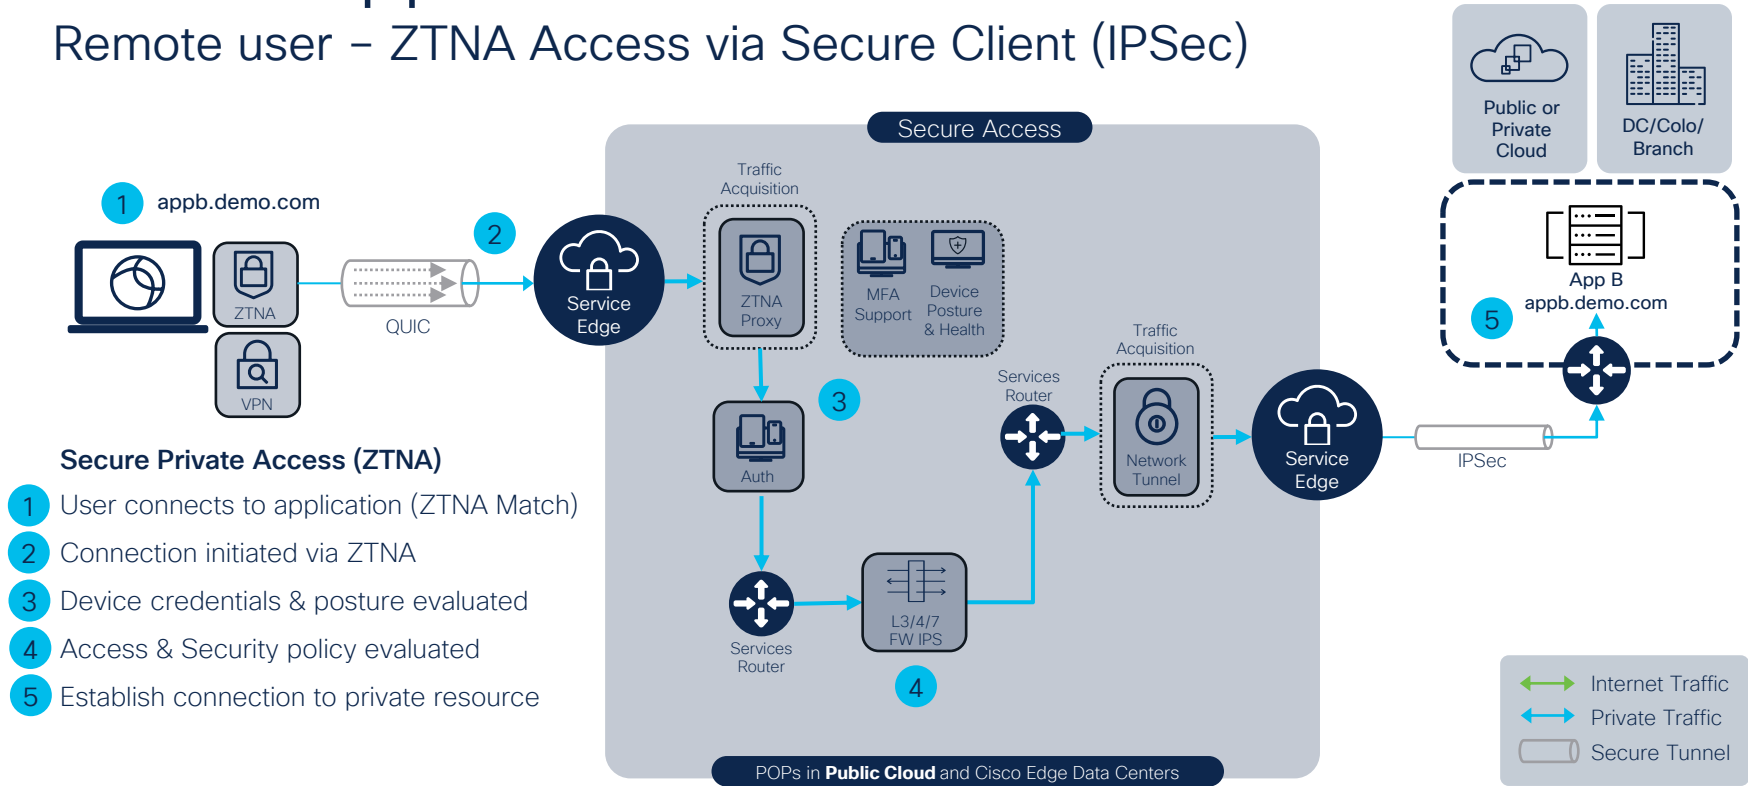 Remote user – ZTNA Access via Secure Client (IPSec)
Public or
Private
Cloud
DC/Colo/
Branch
Secure Access
1
appb.demo.com
ZTNA
VPN
QUIC
2
Service
Edge
Traffic
Acquisition
ZTNA
Proxy
MFA
Support
Device
Posture
& Health
3
Auth
Services
Router
L3/4/7
FW IPS
4
Services
Router
Traffic
Acquisition
Network
Tunnel
Service
Edge
IPSec
5
App B
appb.demo.com
Secure Private Access (ZTNA)
1 User connects to application (ZTNA Match)
2 Connection initiated via ZTNA
3 Device credentials & posture evaluated
4 Access & Security policy evaluated
5 Establish connection to private resource
POPs in Public Cloud and Cisco Edge Data Centers
Internet Traffic
Private Traffic
Secure Tunnel